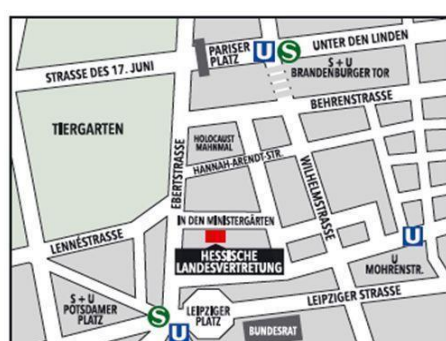 PARISER
PLATZ
U
S
UNTER DEN LINDEN
S + U
BRANDENBURGER TOR
STRASSE DES 17. JUNI
BEHRENSTRASSE
TIERGARTEN
EBERTSTRASSE
HOLOCAUST
MAHNMAL
HANNAH-ARENDT-STR.
WILHELMSTRASSE
IN DEN MINISTERGÄRTEN
LENNÉSTRASSE
HESSISCHE
LANDESVERTRETUNG
U
U
MOHRENSTR.
S + U
POTSDAMER
PLATZ
S
U
LEIPZIGER
PLATZ
LEIPZIGER STRASSE
BUNDESRAT